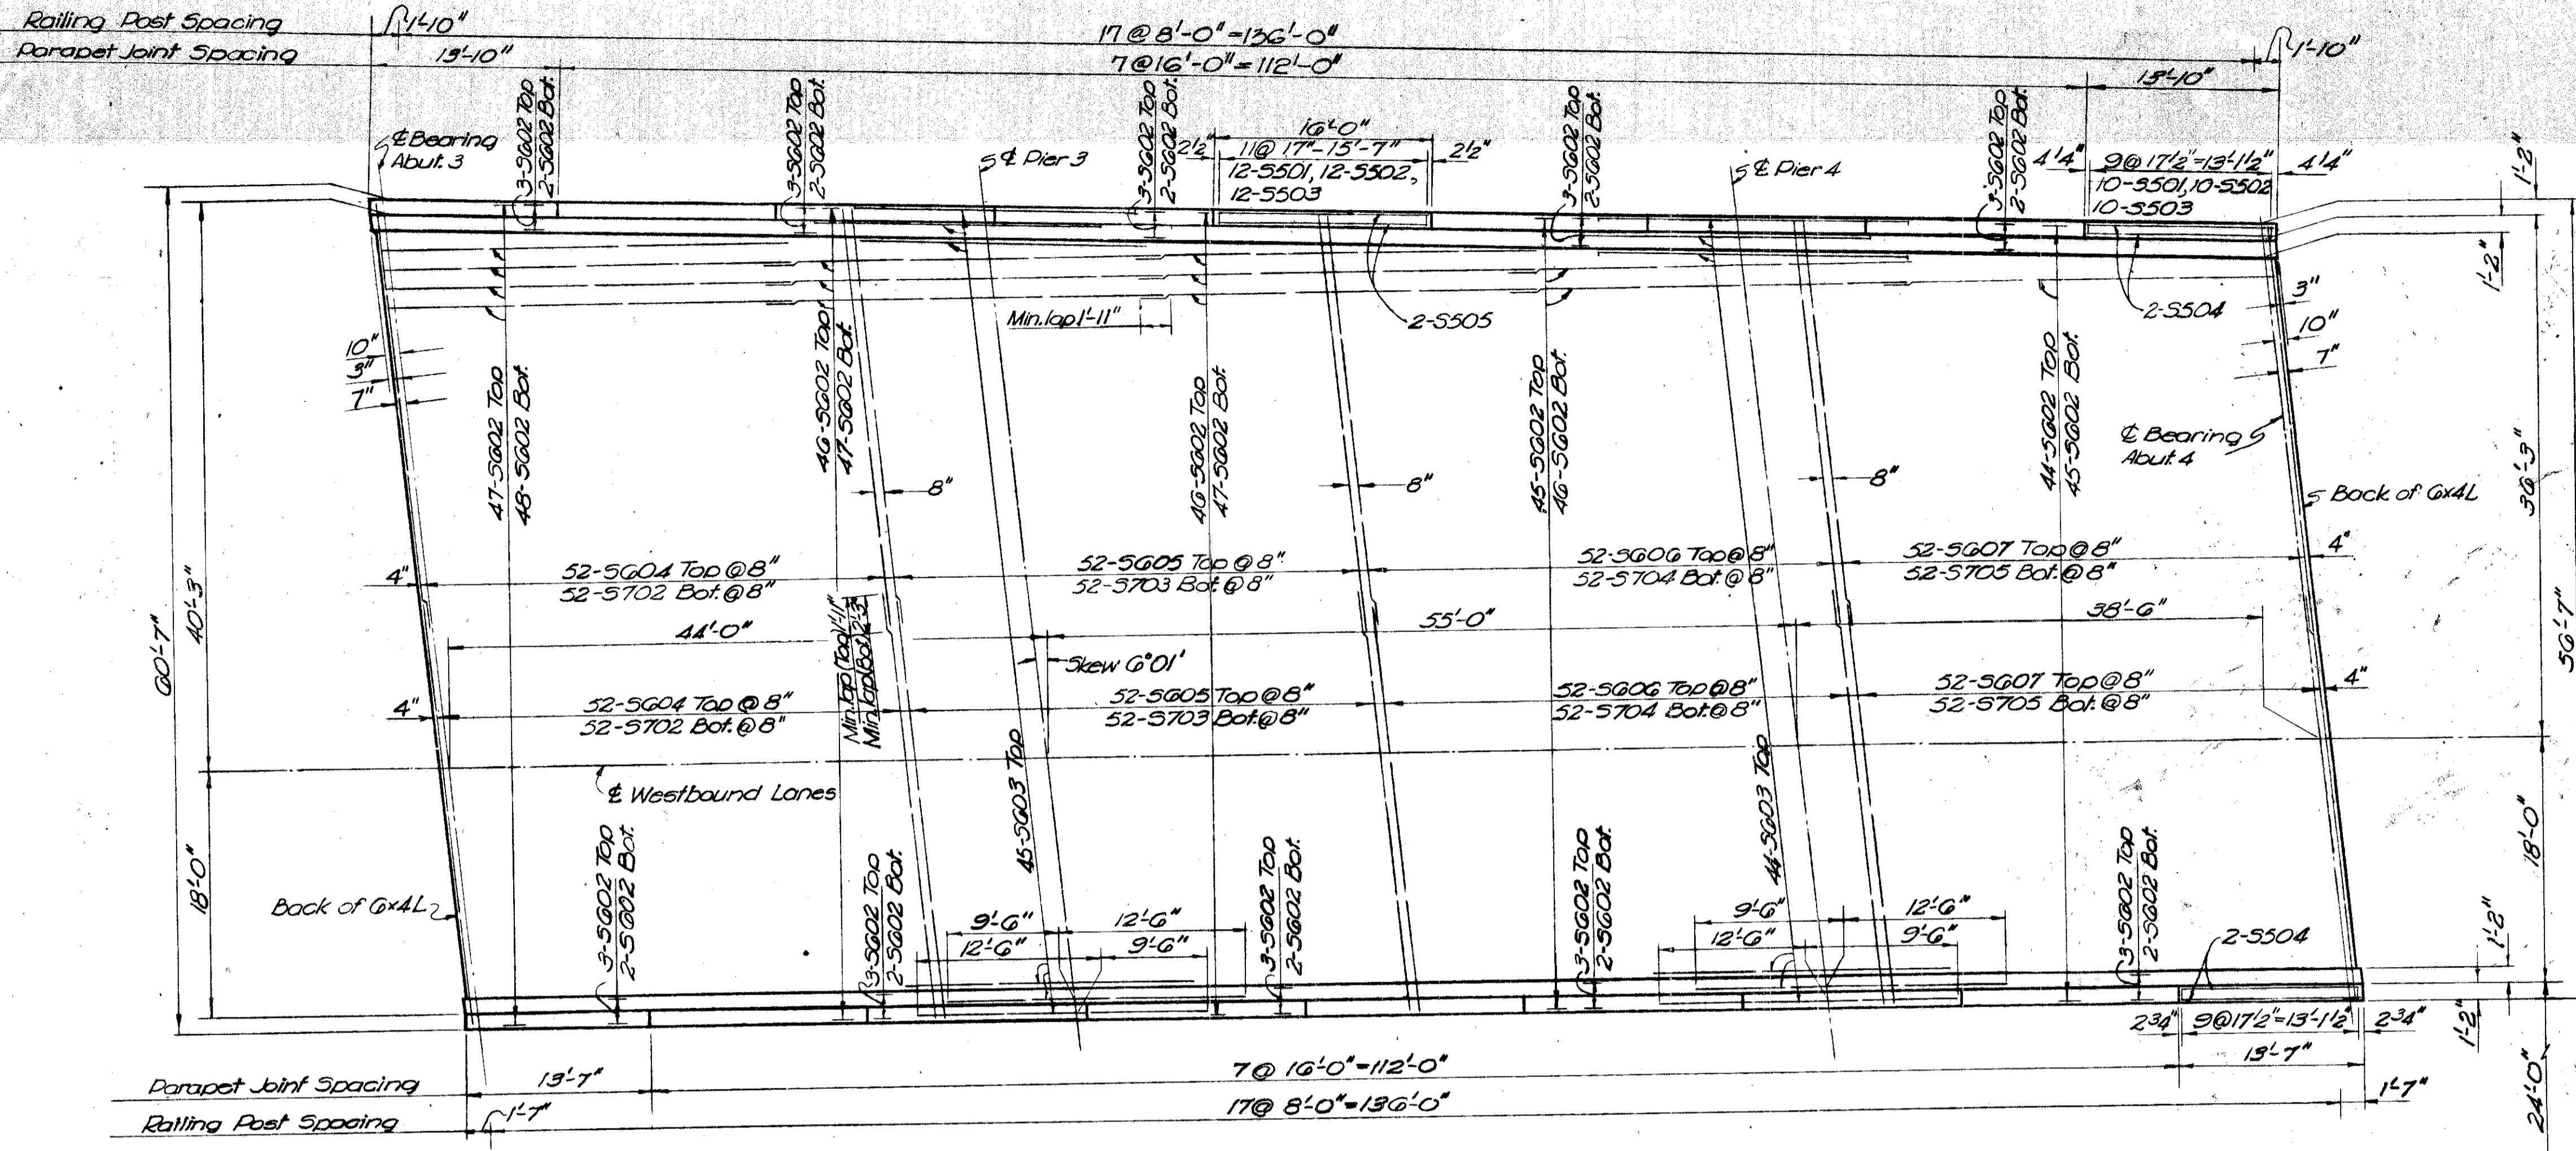 Railing Post Spacing
1'-10"
17 @ 8'-0" = 136'-0"
1'-10"
Parapet Joint Spacing
13'-10"
7 @ 16'-0" = 112'-0"
13'-10"
3-S602 Top
2-S602 Bot.
3-S602 Top
2-S602 Bot.
3-S602 Top
2-S602 Bot.
3-S602 Top
2-S602 Bot.
3-S602 Top
2-S602 Bot.
℄ Bearing
Abut. 3
℄ Pier 3
16'-0"
2½"
11 @ 17" - 15'-7"
2½"
12-S501, 12-S502,
12-S503
℄ Pier 4
4¼"
9 @ 17½" = 13'-1½"
4¼"
10-S501, 10-S502
10-S503
1'-2"
1'-2"
Min. lap 1'-11"
2-S505
2-S504
3"
10"
7"
10"
3"
7"
47-S602 Top
48-S602 Bot.
46-S602 Top
47-S602 Bot.
46-S602 Top
47-S602 Bot.
45-S602 Top
46-S602 Bot.
44-S602 Top
45-S602 Bot.
℄ Bearing
Abut. 4
Back of 6x4L
8"
8"
8"
36'-3"
56'-7"
60'-7"
40'-3"
4"
52-S604 Top @ 8"
52-S702 Bot. @ 8"
52-S605 Top @ 8"
52-S703 Bot. @ 8"
52-S606 Top @ 8"
52-S704 Bot. @ 8"
52-S607 Top @ 8"
52-S705 Bot. @ 8"
4"
44'-0"
Min. lap (Top) 1'-11"
Min. lap (Bot.) 2'-3"
55'-0"
38'-6"
Skew 6°01'
4"
52-S604 Top @ 8"
52-S702 Bot. @ 8"
52-S605 Top @ 8"
52-S703 Bot. @ 8"
52-S606 Top @ 8"
52-S704 Bot. @ 8"
52-S607 Top @ 8"
52-S705 Bot. @ 8"
4"
℄ Westbound Lanes
45-S603 Top
44-S603 Top
18'-0"
18'-0"
Back of 6x4L
3-S602 Top
2-S602 Bot.
3-S602 Top
2-S602 Bot.
9'-6"
12'-6"
12'-6"
9'-6"
3-S602 Top
2-S602 Bot.
3-S602 Top
2-S602 Bot.
9'-6"
12'-6"
12'-6"
9'-6"
3-S602 Top
2-S602 Bot.
2-S504
1'-2"
1'-2"
2¾"
9 @ 17½" = 13'-1½"
2¾"
24'-0"
Parapet Joint Spacing
13'-7"
7 @ 16'-0" = 112'-0"
13'-7"
Railing Post Spacing
1'-7"
17 @ 8'-0" = 136'-0"
1'-7"